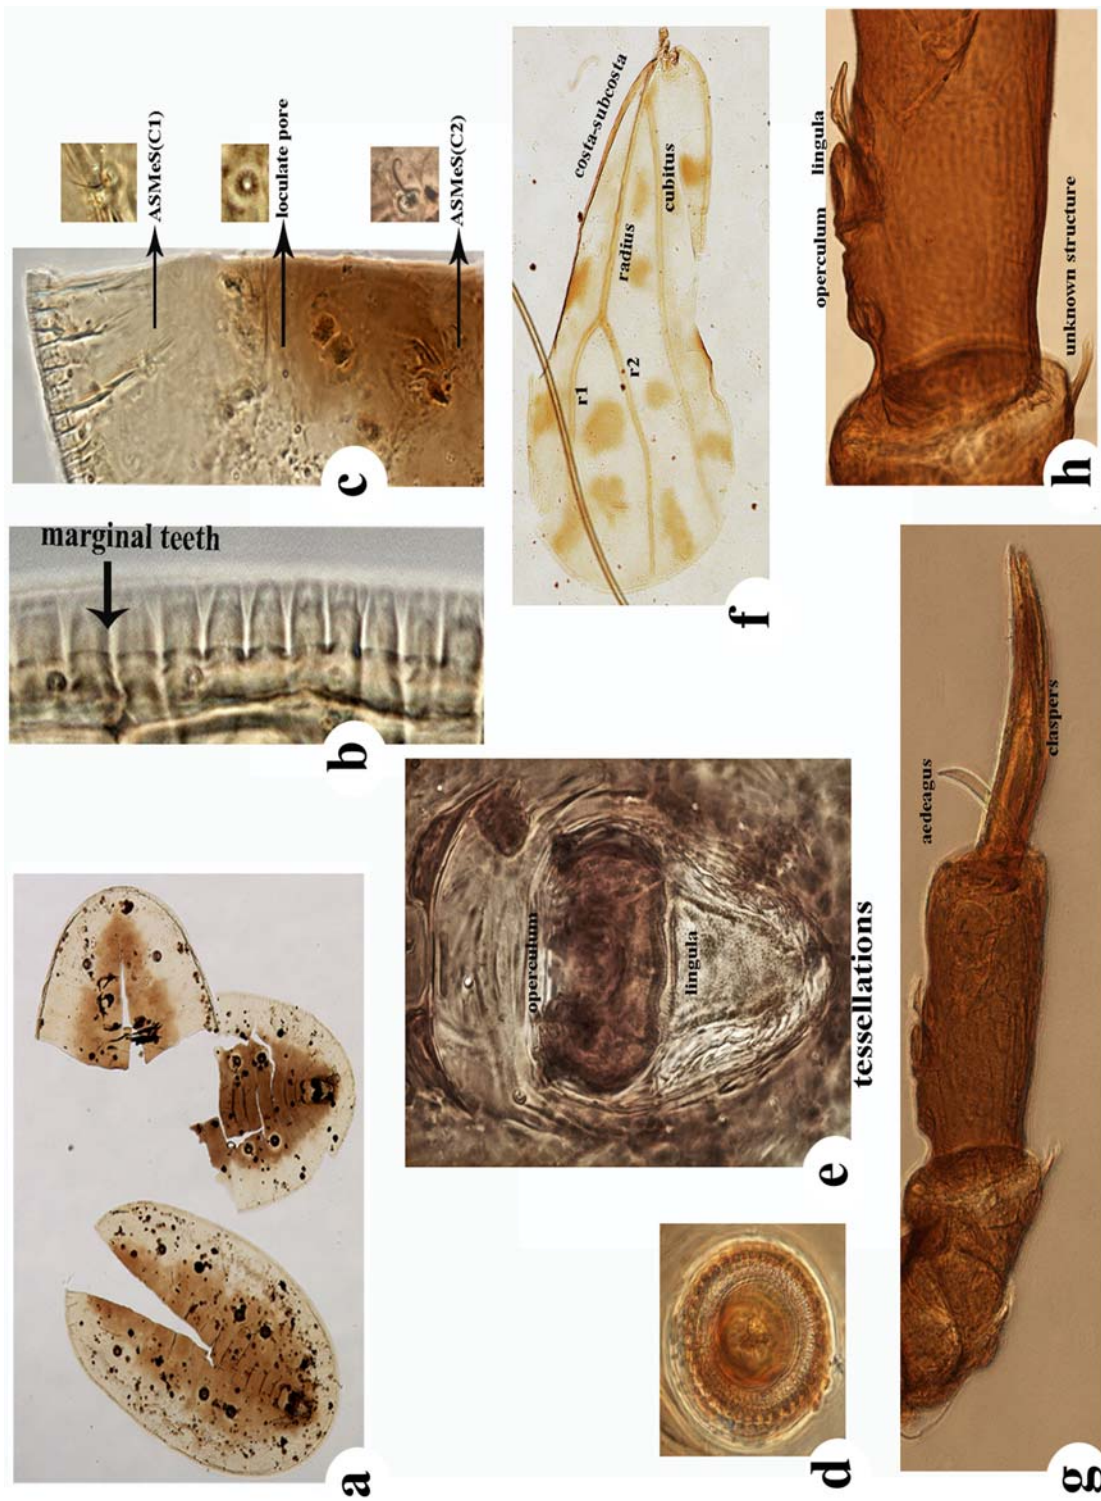 a
b
marginal teeth
c
ASMeS(C1)
loculate pore
ASMeS(C2)
d
e
operculum
lingula
tessellations
f
costa-subcosta
radius
r1
r2
cubitus
g
aedeagus
claspers
h
operculum
lingula
unknown structure